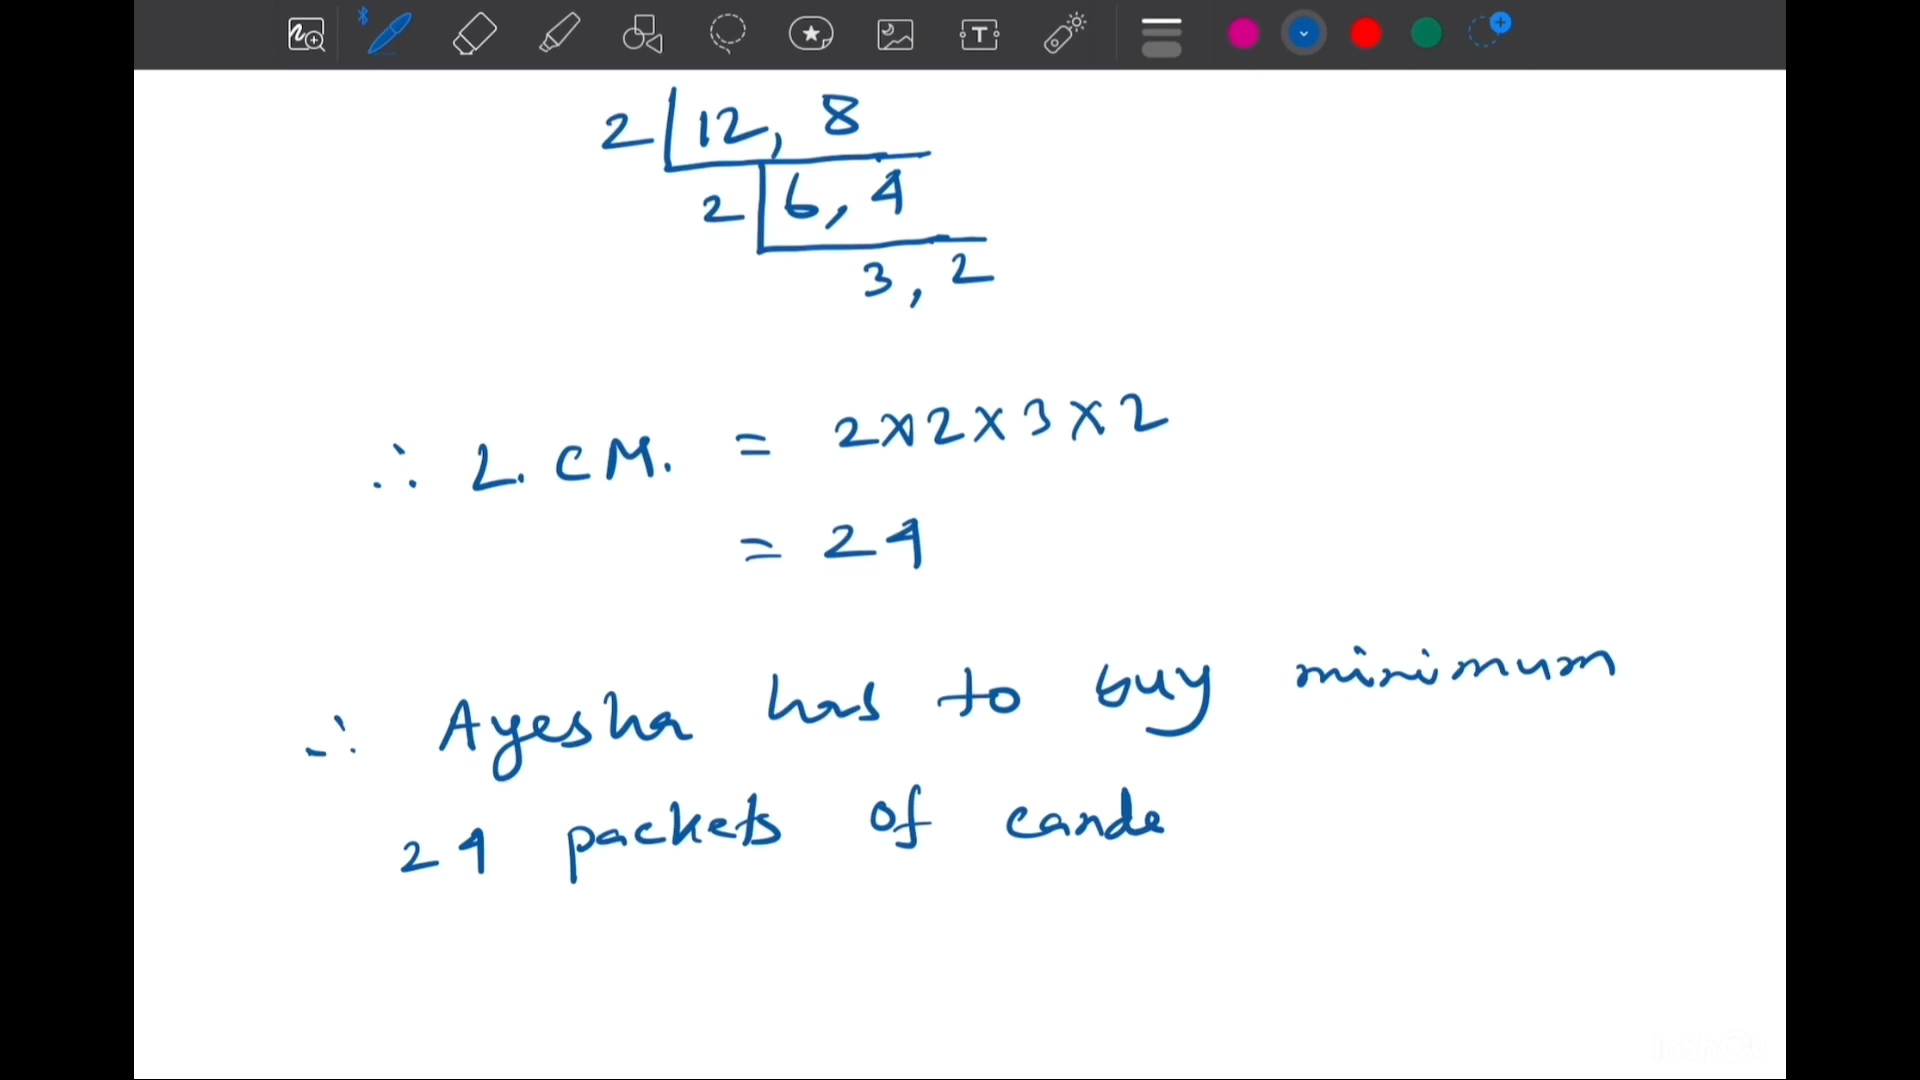 2 | 12, 8
2 | 6, 4
3, 2
∴ L.C.M. = 2×2×3×2
= 24
∴ Ayesha has to buy minimum
24 packets of cande